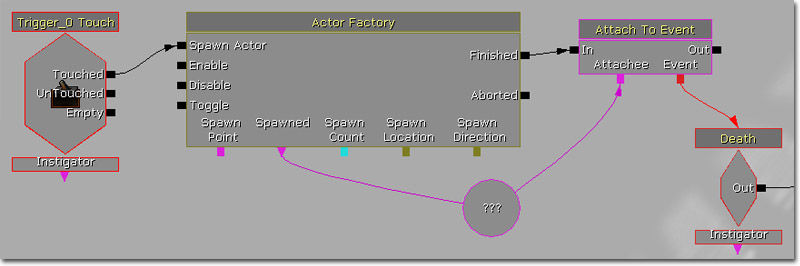 Trigger_0 Touch
Touched
UnTouched
Empty
Instigator
Actor Factory
Spawn Actor
Enable
Disable
Toggle
Finished
Aborted
Spawn Point
Spawned
Spawn Count
Spawn Location
Spawn Direction
???
Attach To Event
In
Out
Attachee
Event
Death
Out
Instigator